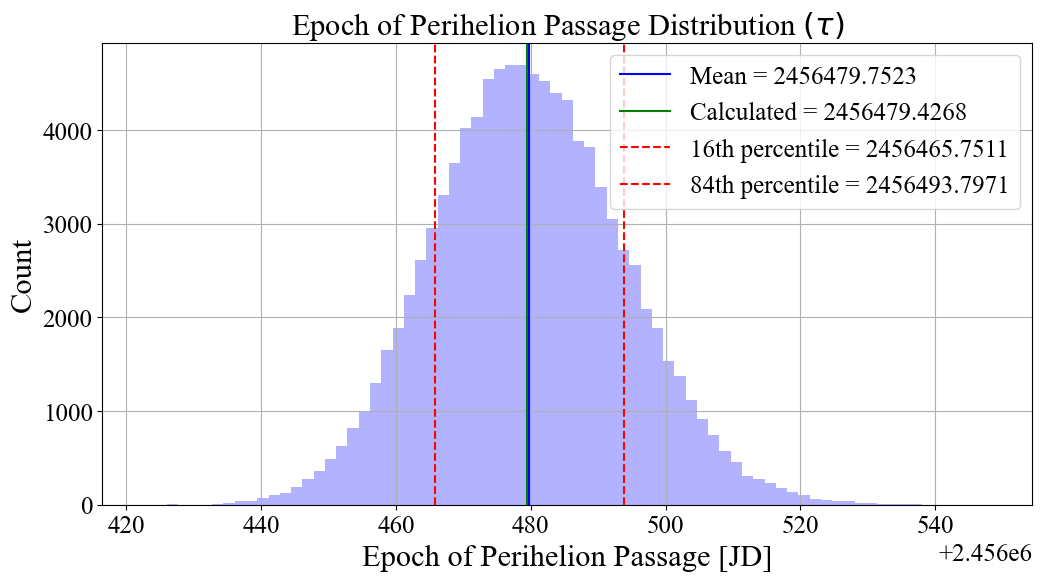 Epoch of Perihelion Passage Distribution (τ)
Mean = 2456479.7523
Calculated = 2456479.4268
16th percentile = 2456465.7511
84th percentile = 2456493.7971
Count
4000
3000
2000
1000
0
420 440 460 480 500 520 540
+2.456e6
Epoch of Perihelion Passage [JD]